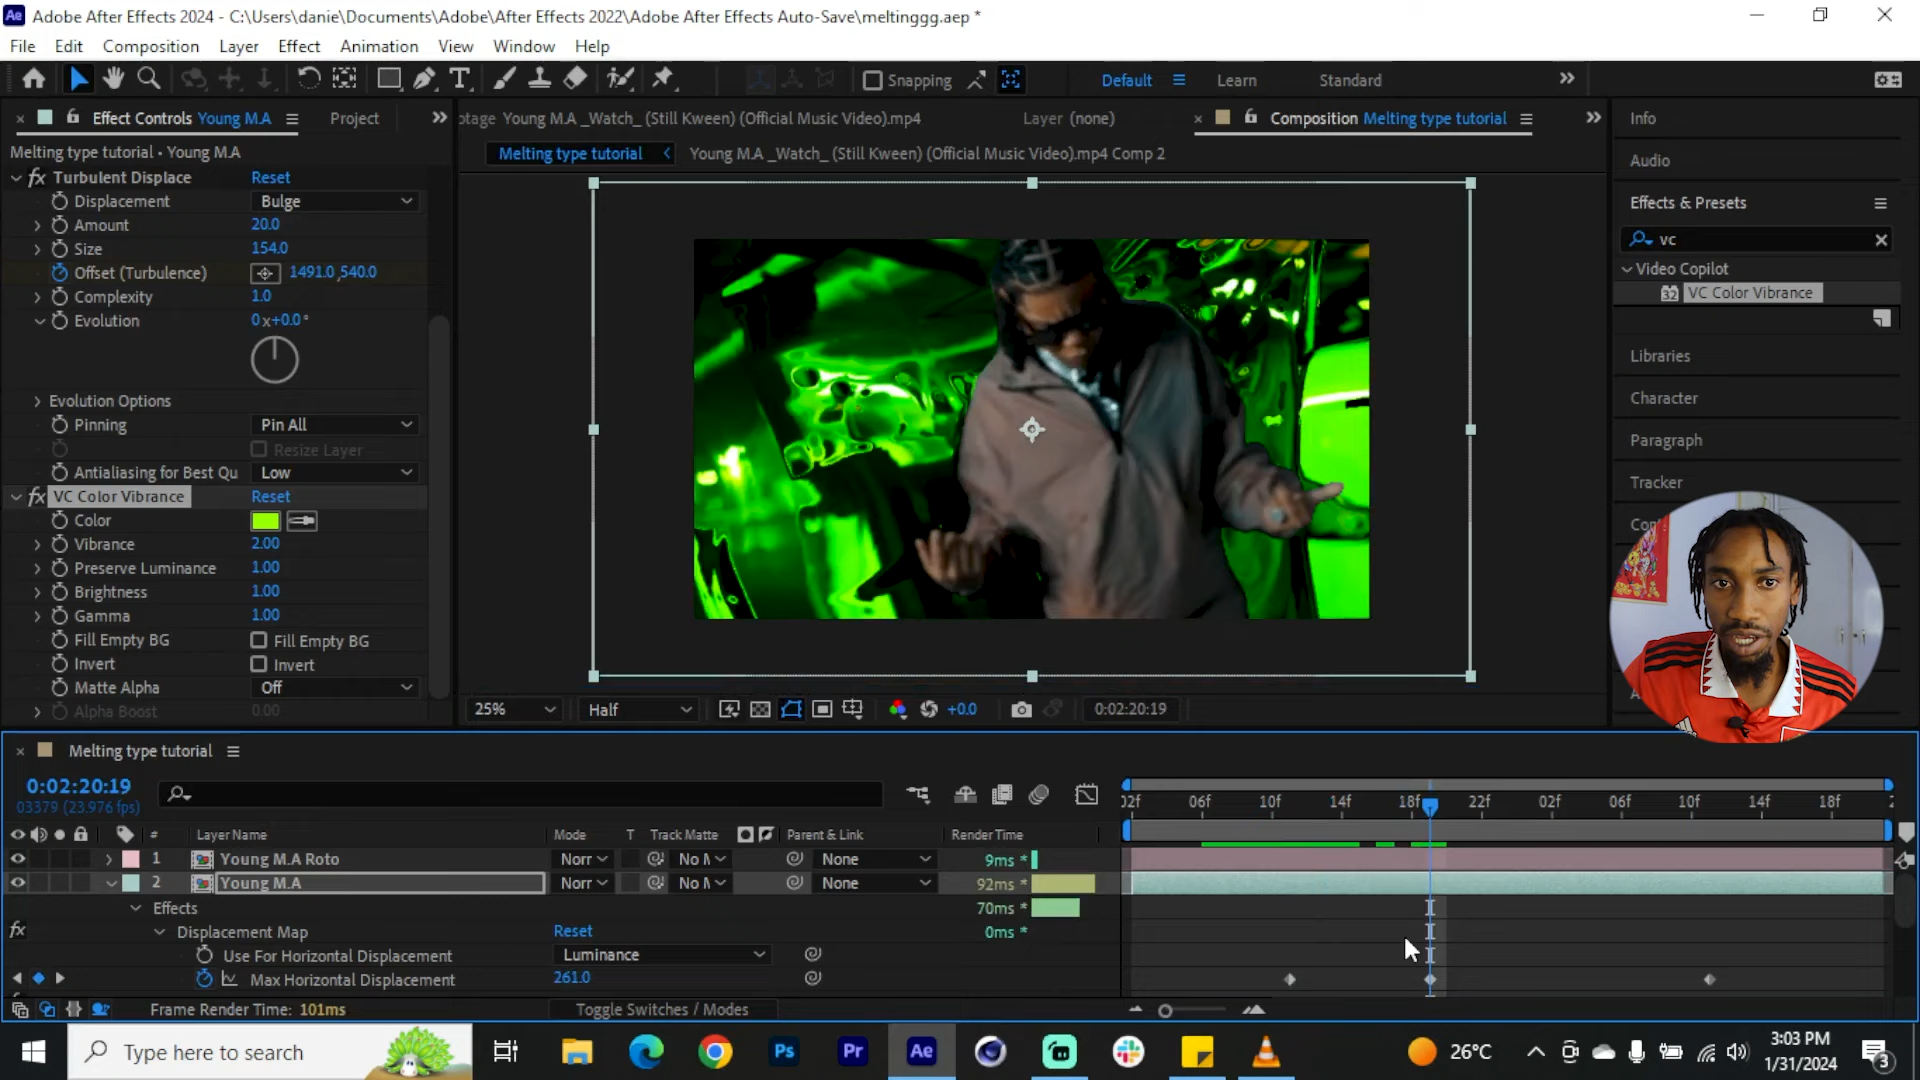 Adobe After Effects 2024 - C:\Users\danie\Documents\Adobe\After Effects 2022\Adobe After Effects Auto-Save\meltinggg.aep *
File Edit Composition Layer Effect Animation View Window Help
Snapping Default Learn Standard
Effect Controls Young M.A Project
otage Young M.A _Watch_ (Still Kween) (Official Music Video).mp4 Layer (none) Composition Melting type tutorial
Info
Melting type tutorial • Young M.A
Melting type tutorial Young M.A _Watch_ (Still Kween) (Official Music Video).mp4 Comp 2
Audio
fx Turbulent Displace Reset
Displacement Bulge
Effects & Presets
Amount 20.0
vc
Size 154.0
Offset (Turbulence) 1491.0,540.0
Video Copilot
Complexity 1.0
32 VC Color Vibrance
Evolution 0x+0.0°
Libraries
Evolution Options
Character
Pinning Pin All
Paragraph
Resize Layer
Antialiasing for Best Qu Low
Tracker
fx VC Color Vibrance Reset
Color
Vibrance 2.00
Preserve Luminance 1.00
Brightness 1.00
Gamma 1.00
Fill Empty BG Fill Empty BG
Invert Invert
Matte Alpha Off
Alpha Boost 0.00
25% Half +0.0 0:02:20:19
Melting type tutorial
0:02:20:19
03379 (23.976 fps)
02f 06f 10f 14f 18f 22f 02f 06f 10f 14f 18f 2
# Layer Name Mode T Track Matte Parent & Link Render Time
1 Young M.A Roto Norr No M None 9ms *
2 Young M.A Norr No M None 92ms *
Effects 70ms *
fx Displacement Map Reset 0ms *
Use For Horizontal Displacement Luminance
Max Horizontal Displacement 261.0
Frame Render Time: 101ms Toggle Switches / Modes
Type here to search Ps Pr Ae 26°C 3:03 PM
1/31/2024 3